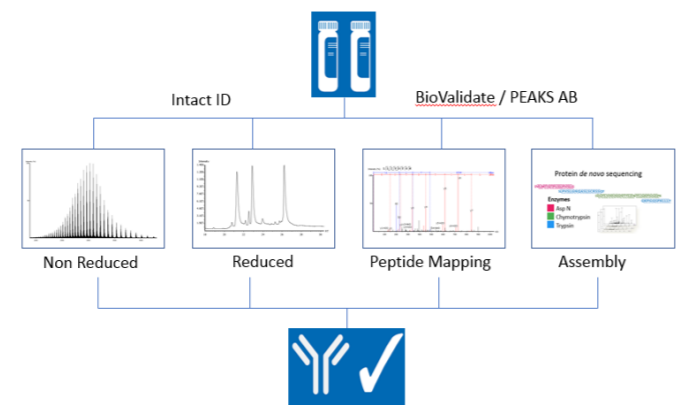 Intact ID
BioValidate / PEAKS AB
Protein de novo sequencing
Enzymes
Asp-N
Chymotrypsin
Trypsin
Non Reduced
Reduced
Peptide Mapping
Assembly